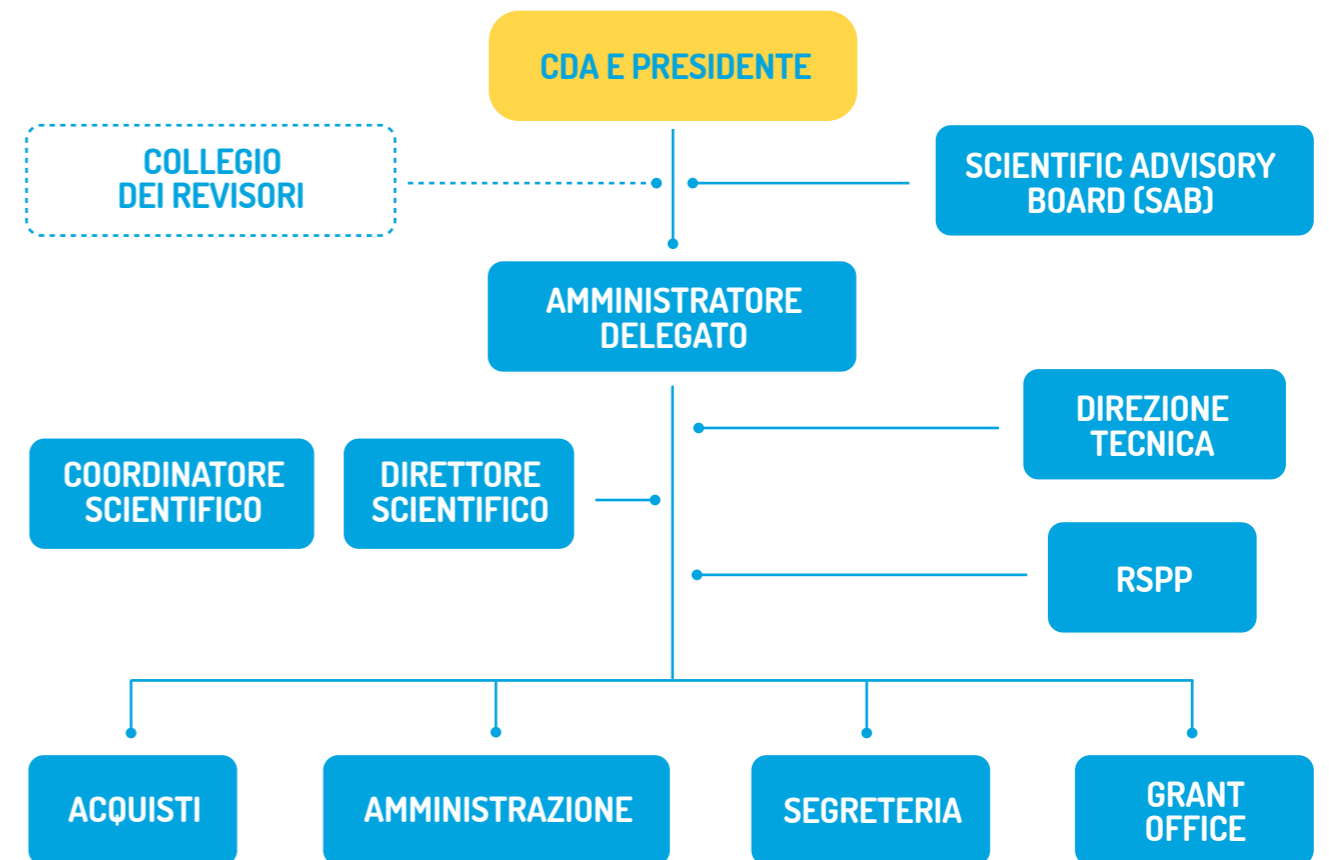 CDA E PRESIDENTE
COLLEGIO
DEI REVISORI
SCIENTIFIC ADVISORY
BOARD (SAB)
AMMINISTRATORE
DELEGATO
DIREZIONE
TECNICA
COORDINATORE
SCIENTIFICO
DIRETTORE
SCIENTIFICO
RSPP
ACQUISTI
AMMINISTRAZIONE
SEGRETERIA
GRANT
OFFICE